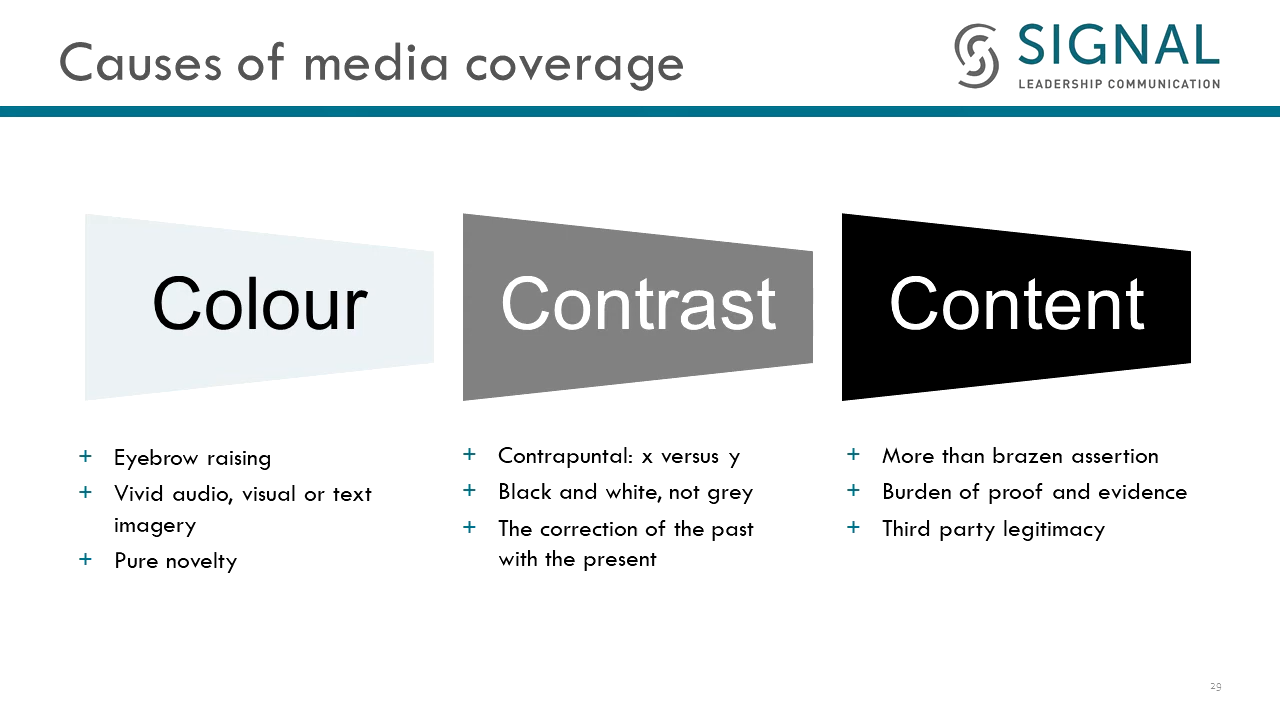 Causes of media coverage
SIGNAL
LEADERSHIP COMMUNICATION
Colour
+ Eyebrow raising
+ Vivid audio, visual or text
imagery
+ Pure novelty
Contrast
+ Contrapuntal: x versus y
+ Black and white, not grey
+ The correction of the past
with the present
Content
+ More than brazen assertion
+ Burden of proof and evidence
+ Third party legitimacy
29